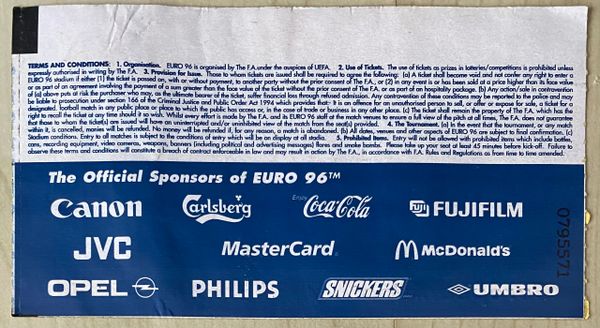 TERMS AND CONDITIONS: 1. Organisation. EURO 96 is organised by The F.A. under the auspices of UEFA. 2. Use of Tickets. The use of tickets as prizes in lotteries/competitions is prohibited unless
expressly authorised in writing by The F.A. 3. Provision for Issue. Those to whom tickets are issued shall be required to agree the following: (a) A ticket shall become void and not confer any right to enter a
EURO 96 stadium if either (1) the ticket is passed on, with or without payment, to another party without the prior consent of The F.A., or (2) in any event is or has been sold at a price higher than its face value
or as part of an agreement involving the payment of a sum greater than the face value of the ticket without the prior consent of The F.A., or as part of an hospitality package. (b) Any action/sale in contravention
of (a) above puts at risk the purchaser who may, as the ultimate bearer of the ticket, suffer financial loss through refused admission. Any contravention of these conditions may be reported to the police and may
be liable to prosecution under section 166 of the Criminal Justice and Public Order Act 1994 which provides that:- It is an offence for an unauthorised person to sell, or offer or expose for sale, a ticket for a
designated football match in any public place or place to which the public has access or, in the case of trade or business in any other place. (c) The ticket shall remain the property of The F.A. which has the
right to recall the ticket at any time should it so wish. Whilst every effort is made by The F.A. and its EURO 96 staff at the match venues to ensure a full view of the pitch at all times, The F.A. does not guarantee
that those to whom the ticket(s) are issued will have an uninterrupted and/or uninhibited view of the match from the seat(s) provided. 4. The Tournament. (a) In the event that the tournament, or any match
within it, is cancelled, monies will be refunded. No money will be refunded if, for any reason, a match is abandoned. (b) All dates, venues and other aspects of EURO 96 are subject to final confirmation. (c)
Stadium conditions. Entry to all matches is subject to the conditions of entry which will be on display at all stadia. 5. Prohibited Items. Entry will not be allowed with prohibited items which include bottles,
cans, recording equipment, video cameras, weapons, banners (including political and advertising messages) flares and smoke bombs. Please take up your seat at least 45 minutes before kick-off. Failure to
observe these terms and conditions will constitute a breach of contract enforceable in law and may result in action by The F.A., in accordance with F.A. Rules and Regulations as from time to time amended.
The Official Sponsors of EURO 96™
Canon Carlsberg Enjoy Coca-Cola FUJIFILM
JVC MasterCard McDonald's
OPEL PHILIPS SNICKERS UMBRO
0795571